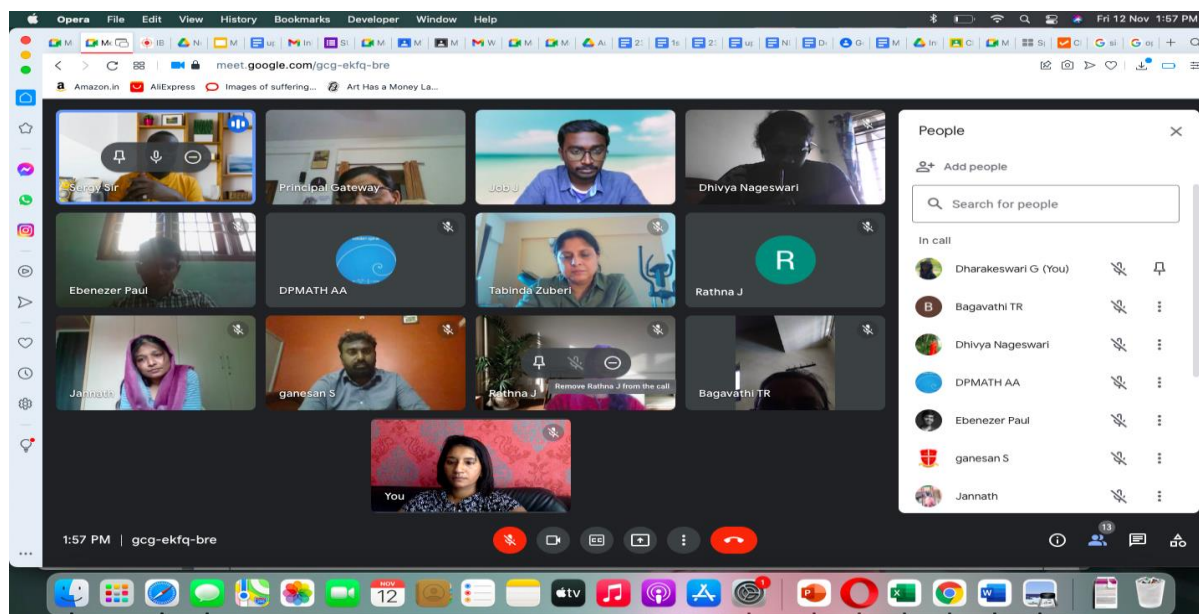 Opera File Edit View History Bookmarks Developer Window Help Fri 12 Nov 1:57 PM
meet.google.com/gcg-ekfq-bre
Amazon.in AliExpress Images of suffering... Art Has a Money La...
Sergy Sir
Principal Gateway
Job J
Dhivya Nageswari
Ebenezer Paul
DPMATH AA
Tabinda Zuberi
R
Rathna J
Jannath
ganesan S
Rathna J
Remove Rathna J from the call
Bagavathi TR
You
People
Add people
Search for people
In call
Dharakeswari G (You)
B
Bagavathi TR
Dhivya Nageswari
DPMATH AA
Ebenezer Paul
ganesan S
Jannath
1:57 PM | gcg-ekfq-bre
13
NOV
12
tv
1